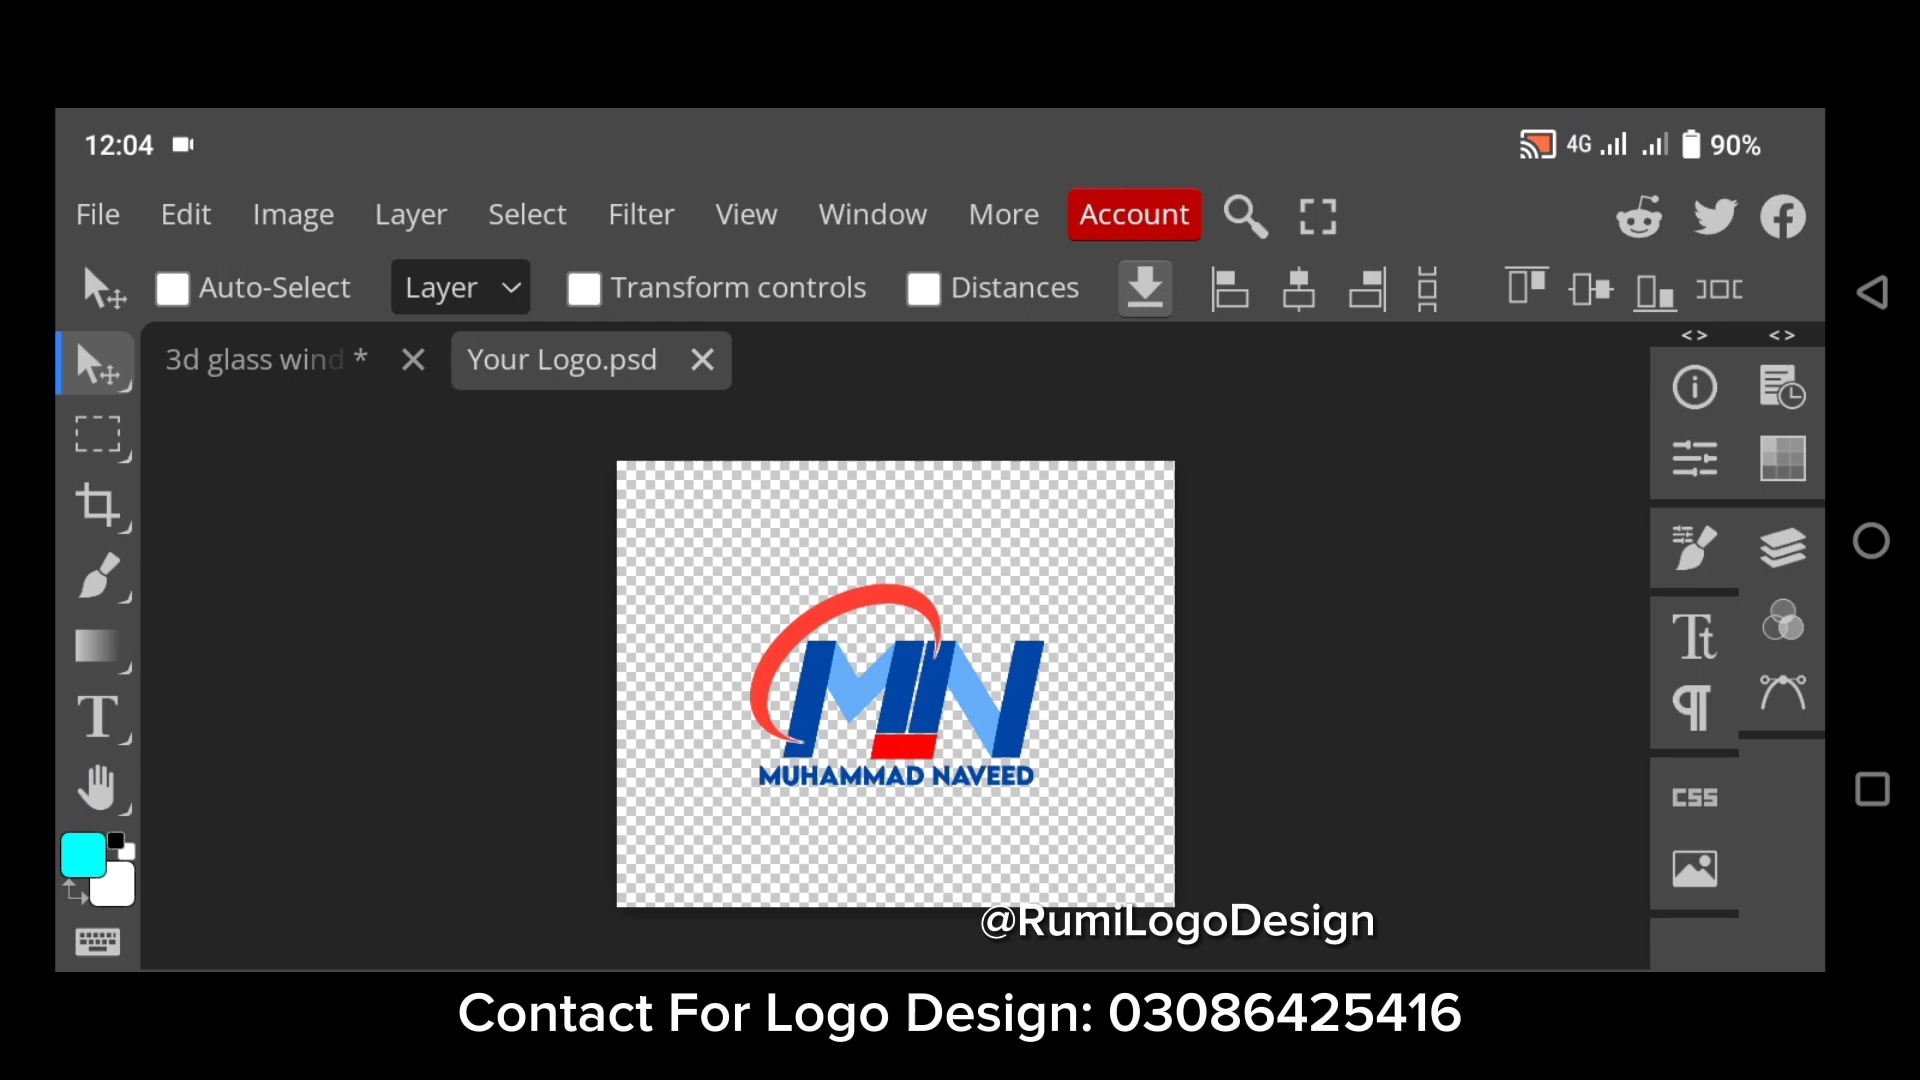 12:04 4G 90%
File Edit Image Layer Select Filter View Window More Account
Auto-Select Layer Transform controls Distances
3d glass wind * Your Logo.psd
Tt
T
CSS
MN
MUHAMMAD NAVEED
@RumiLogoDesign
Contact For Logo Design: 03086425416